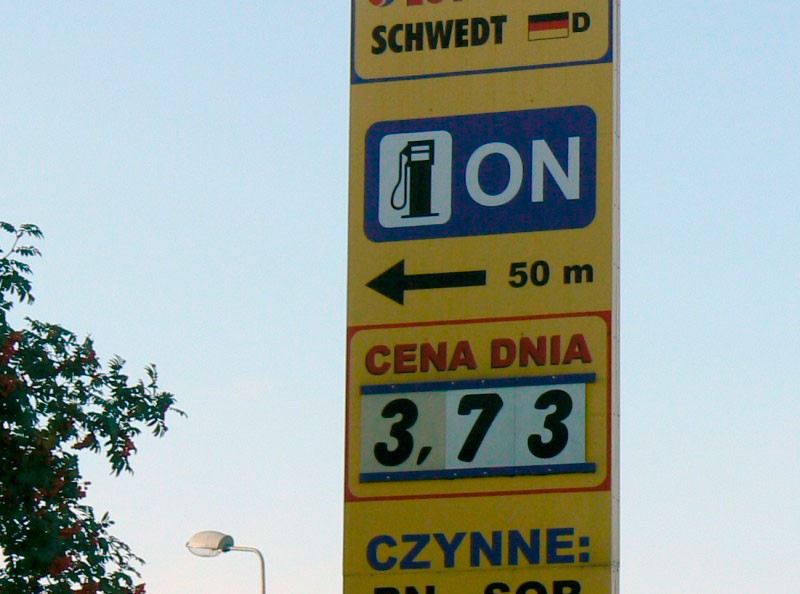 SCHWEDT D
ON
50 m
CENA DNIA
3,73
CZYNNE: